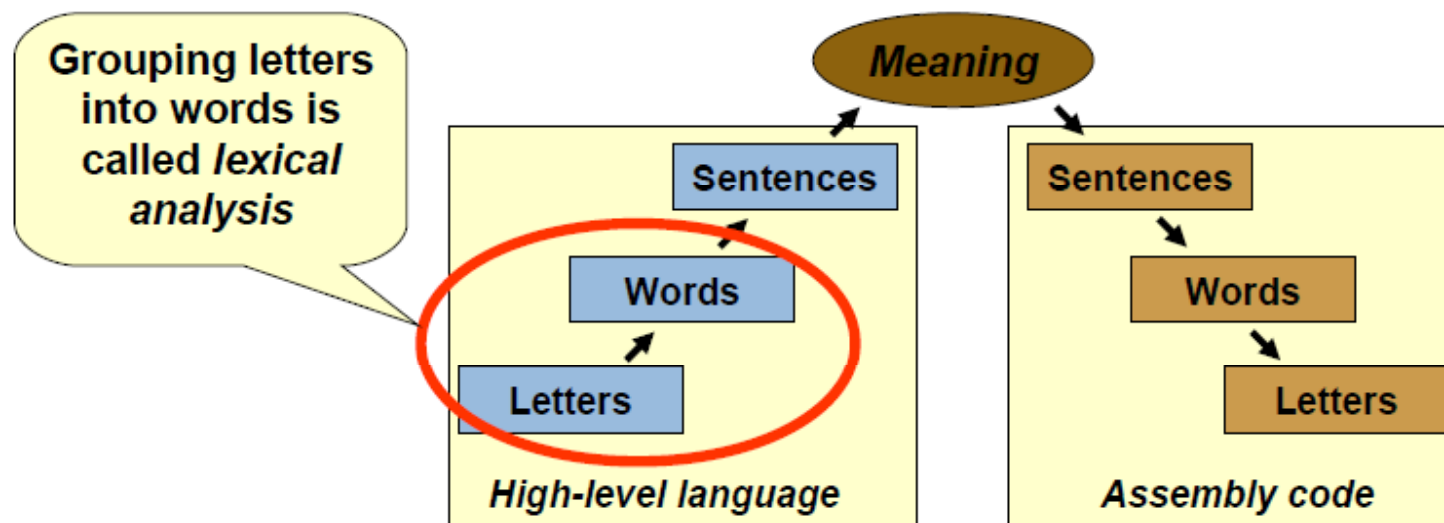 Grouping letters
into words is
called lexical
analysis
Meaning
Sentences
Words
Letters
High-level language
Sentences
Words
Letters
Assembly code